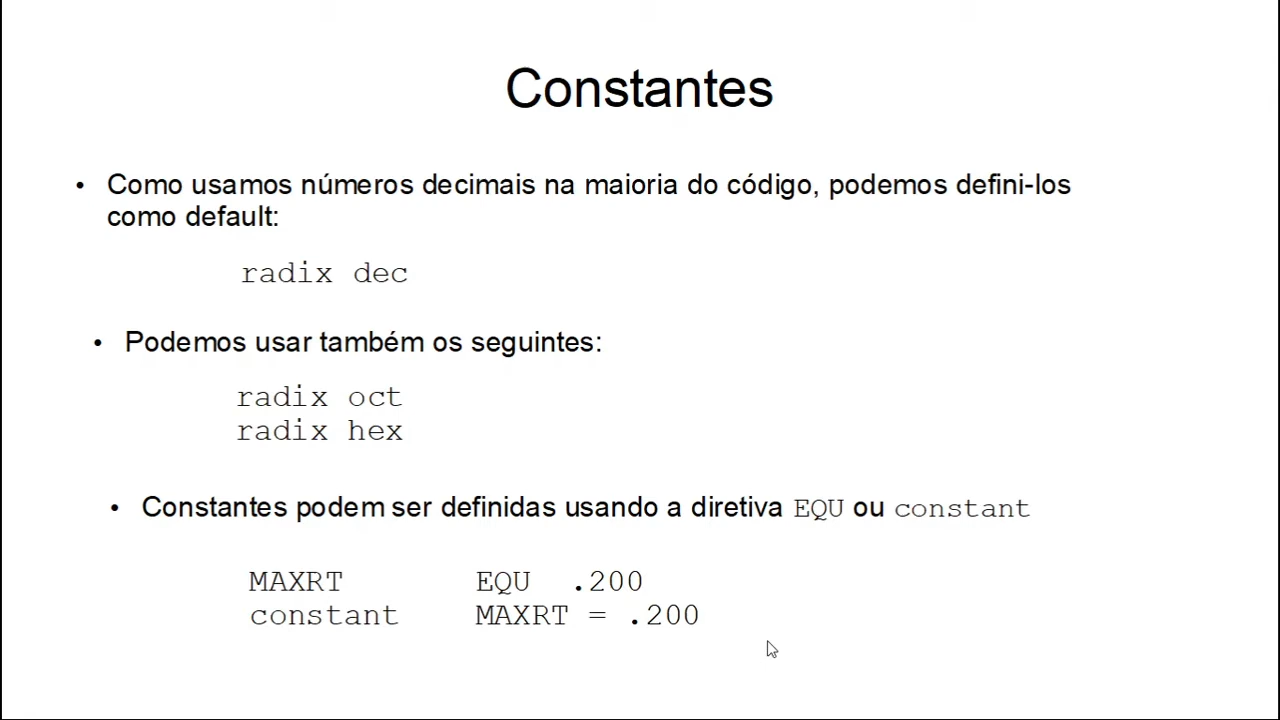 Constantes
• Como usamos números decimais na maioria do código, podemos defini-los
como default:
radix dec
• Podemos usar também os seguintes:
radix oct
radix hex
• Constantes podem ser definidas usando a diretiva EQU ou constant
MAXRT EQU .200
constant MAXRT = .200